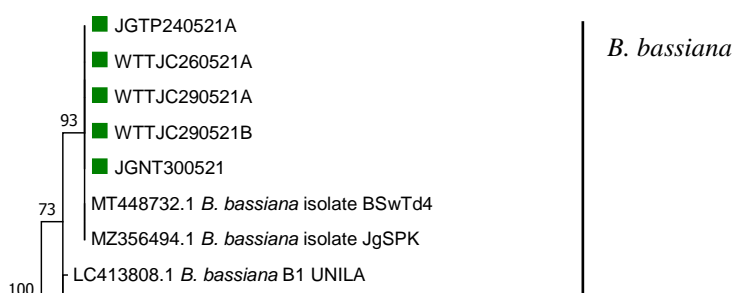 JGTP240521A
WTTJC260521A
B. bassiana
WTTJC290521A
93
WTTJC290521B
JGNT300521
MT448732.1 B. bassiana isolate BSwTd4
73
MZ356494.1 B. bassiana isolate JgSPK
LC413808.1 B. bassiana B1 UNILA
100